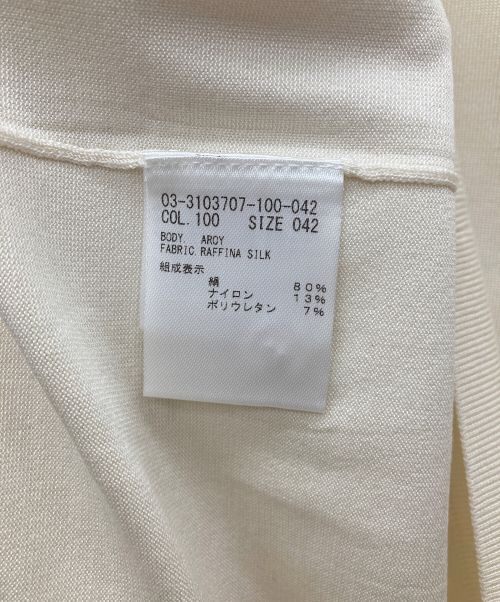 03-3103707-100-042
COL.100 SIZE 042
BODY AROY
FABRIC.RAFFINA SILK
組成表示
絹 80%
ナイロン 13%
ポリウレタン 7%